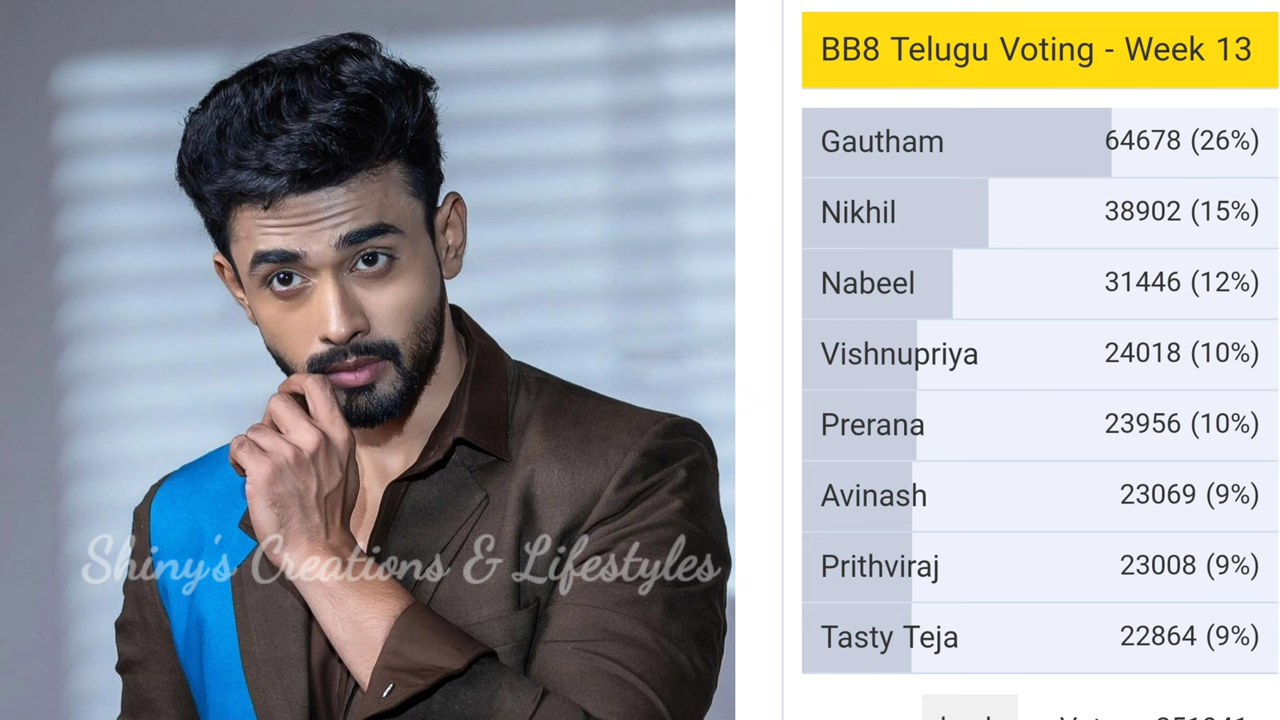 Shiny's Creations & Lifestyles
BB8 Telugu Voting - Week 13
Gautham 64678 (26%)
Nikhil 38902 (15%)
Nabeel 31446 (12%)
Vishnupriya 24018 (10%)
Prerana 23956 (10%)
Avinash 23069 (9%)
Prithviraj 23008 (9%)
Tasty Teja 22864 (9%)